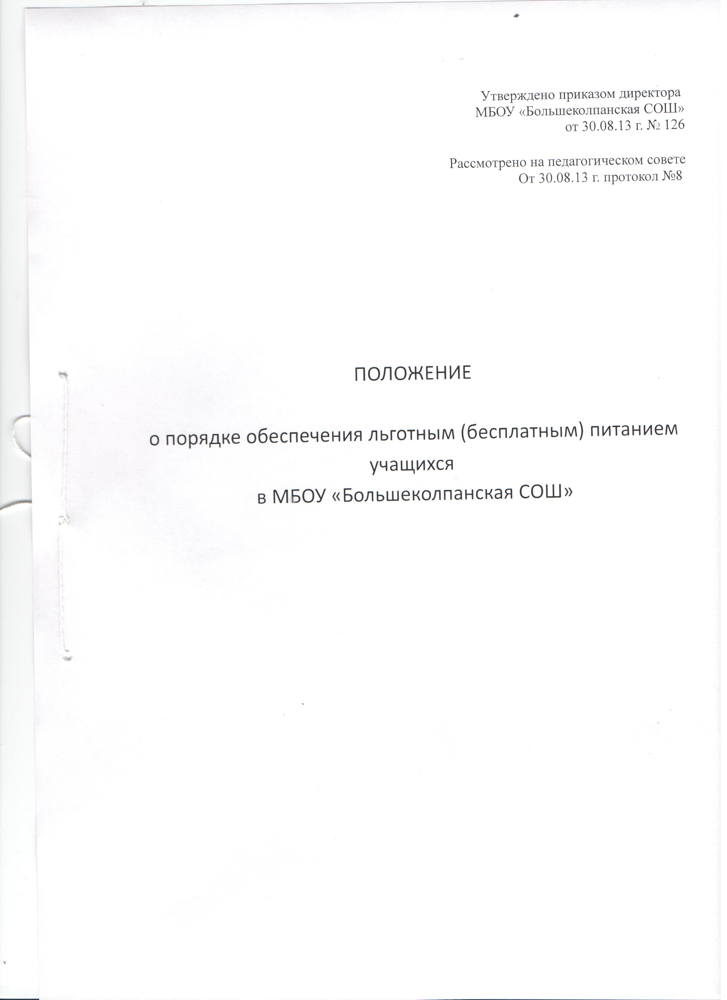 Утверждено приказом директора
МБОУ «Большеколпанская СОШ»
от 30.08.13 г. № 126
Рассмотрено на педагогическом совете
От 30.08.13 г. протокол №8
ПОЛОЖЕНИЕ
о порядке обеспечения льготным (бесплатным) питанием
учащихся
в МБОУ «Большеколпанская СОШ»